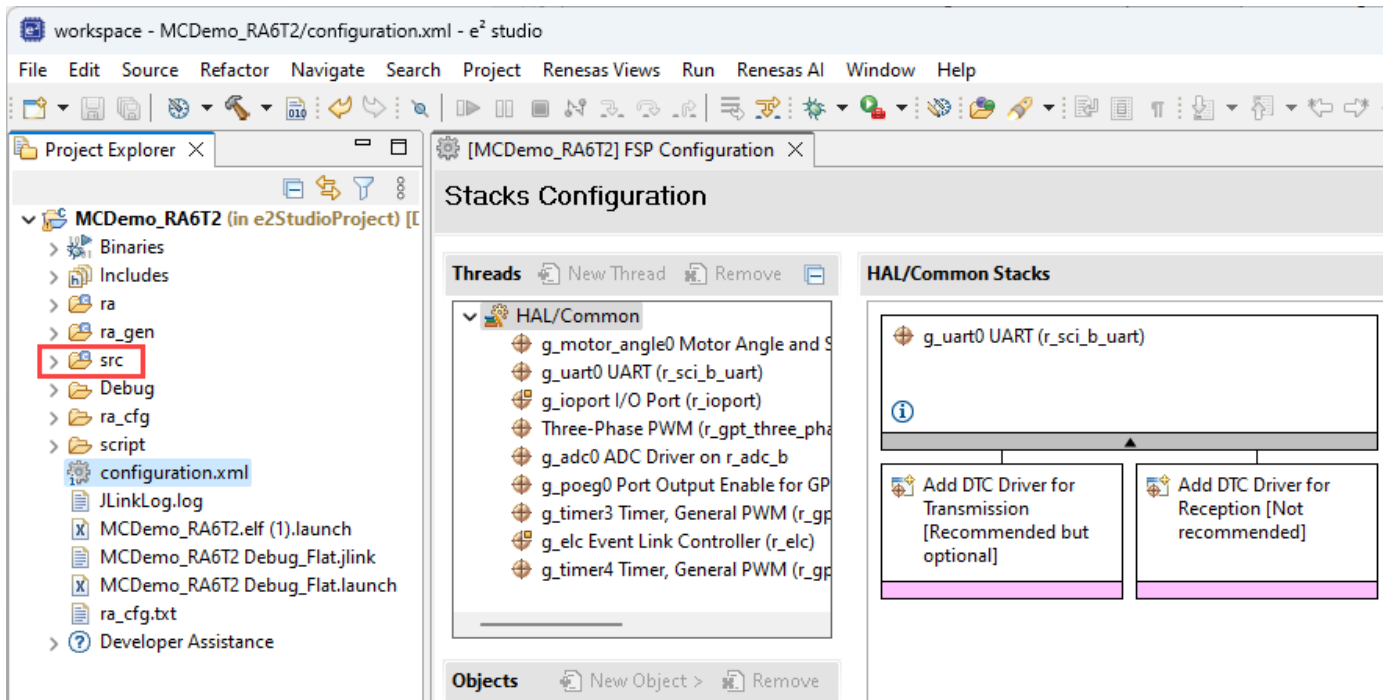 workspace - MCDemo_RA6T2/configuration.xml - e² studio
File Edit Source Refactor Navigate Search Project Renesas Views Run Renesas AI Window Help
Project Explorer
[MCDemo_RA6T2] FSP Configuration
MCDemo_RA6T2 (in e2StudioProject) [D
Binaries
Includes
ra
ra_gen
src
Debug
ra_cfg
script
configuration.xml
JLinkLog.log
MCDemo_RA6T2.elf (1).launch
MCDemo_RA6T2 Debug_Flat.jlink
MCDemo_RA6T2 Debug_Flat.launch
ra_cfg.txt
Developer Assistance
Stacks Configuration
Threads New Thread Remove
HAL/Common
g_motor_angle0 Motor Angle and S
g_uart0 UART (r_sci_b_uart)
g_ioport I/O Port (r_ioport)
Three-Phase PWM (r_gpt_three_pha
g_adc0 ADC Driver on r_adc_b
g_poeg0 Port Output Enable for GP
g_timer3 Timer, General PWM (r_gp
g_elc Event Link Controller (r_elc)
g_timer4 Timer, General PWM (r_gp
Objects New Object > Remove
HAL/Common Stacks
g_uart0 UART (r_sci_b_uart)
Add DTC Driver for
Transmission
[Recommended but
optional]
Add DTC Driver for
Reception [Not
recommended]